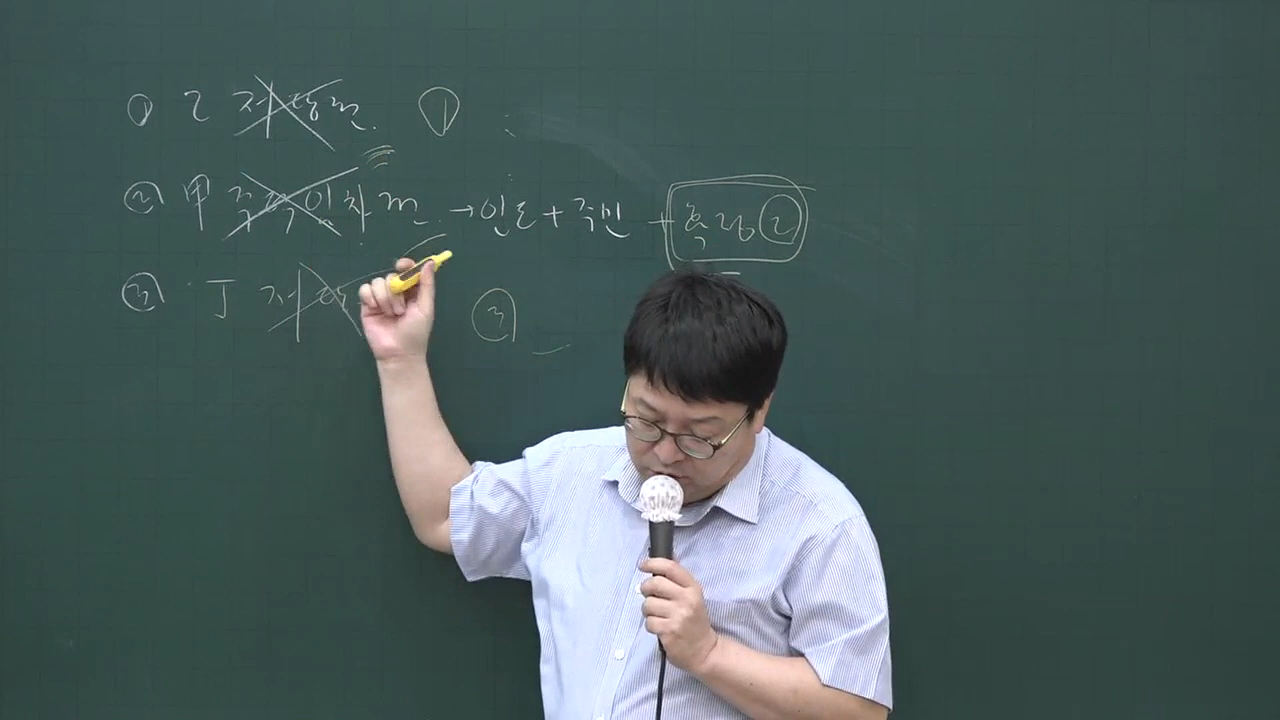 ① 乙 저당권. ①
② 甲 주택임차권 → 인도 + 주민 + 확정②
③ 丁 저당 ③